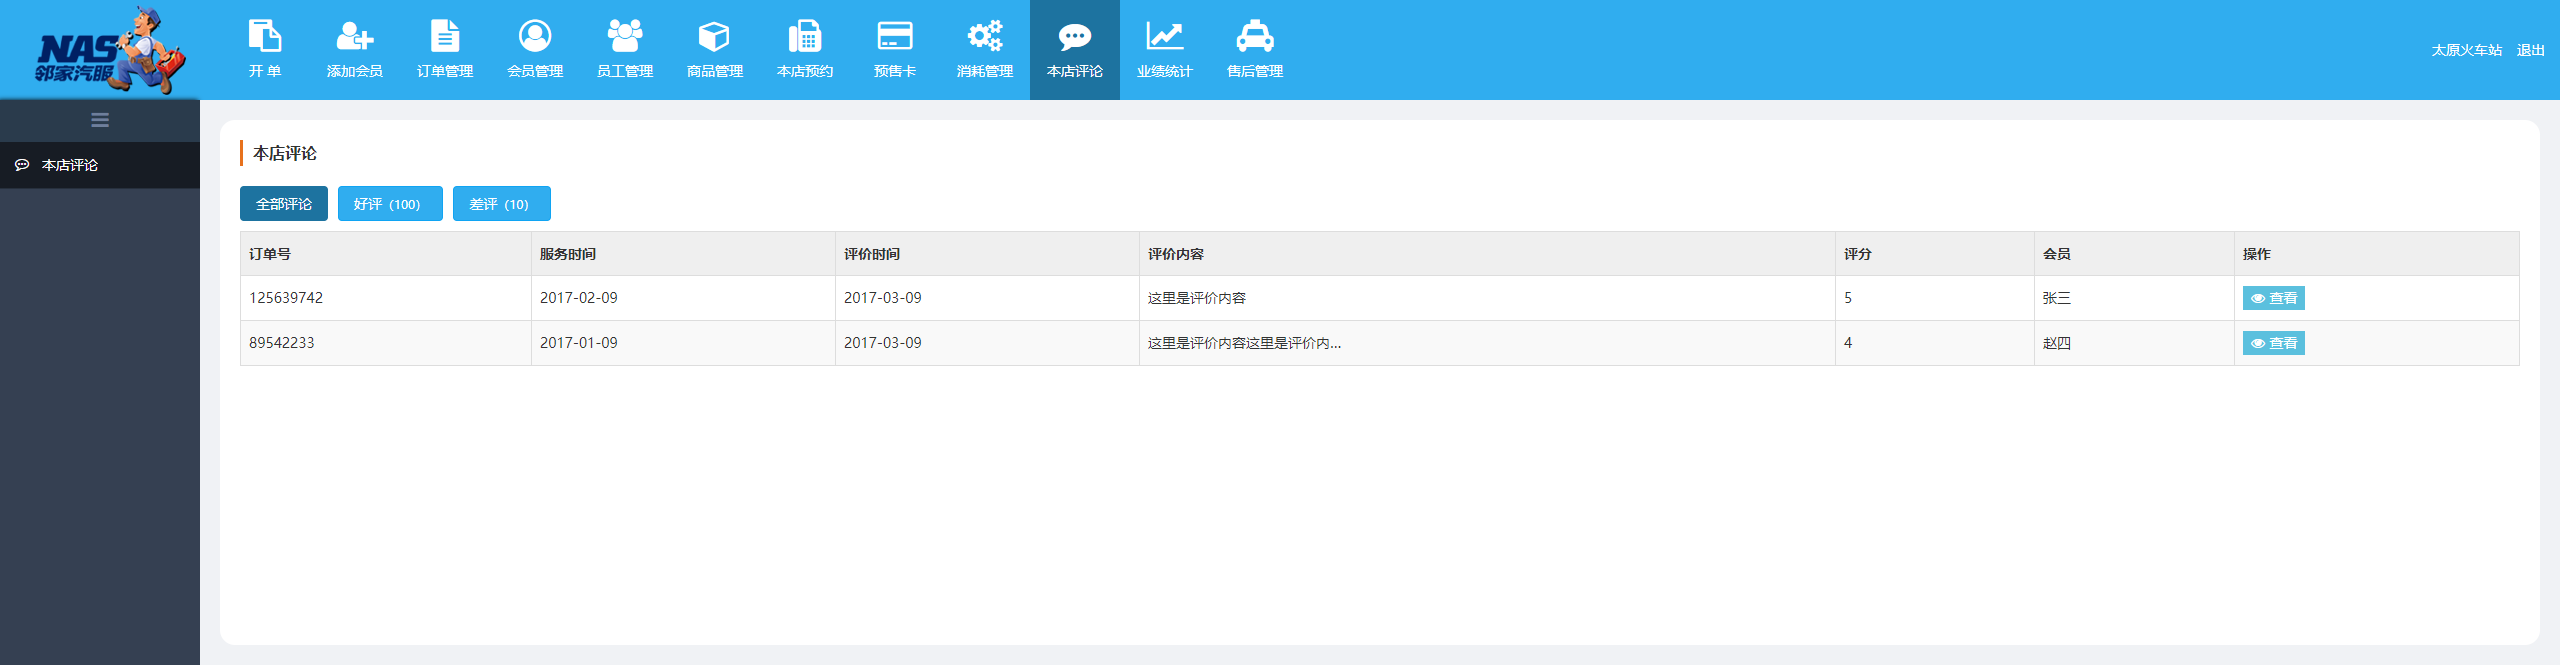 NAS
邻家汽服
开 单
添加会员
订单管理
会员管理
员工管理
商品管理
本店预约
预售卡
消耗管理
本店评论
业绩统计
售后管理
太原火车站 退出
本店评论
本店评论
全部评论 好评（100） 差评（10）
订单号 服务时间 评价时间 评价内容 评分 会员 操作
125639742 2017-02-09 2017-03-09 这里是评价内容 5 张三 查看
89542233 2017-01-09 2017-03-09 这里是评价内容这里是评价内... 4 赵四 查看